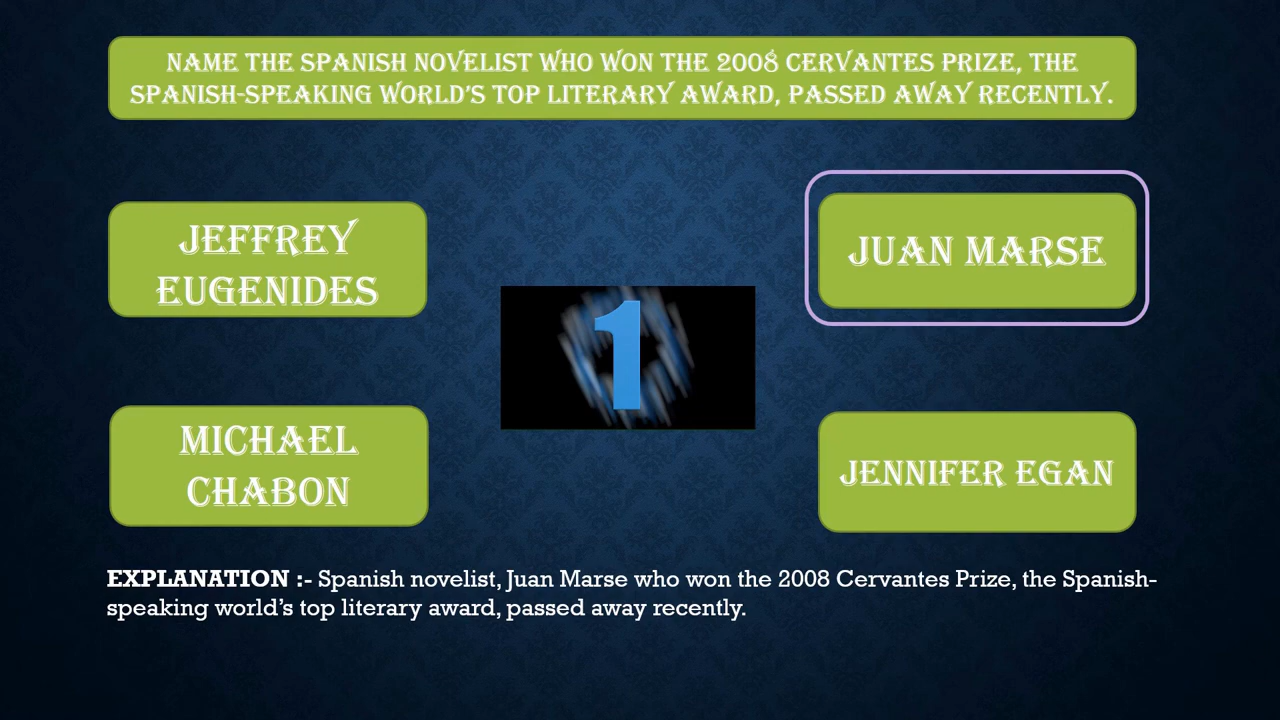 NAME THE SPANISH NOVELIST WHO WON THE 2008 CERVANTES PRIZE, THE
SPANISH-SPEAKING WORLD'S TOP LITERARY AWARD, PASSED AWAY RECENTLY.
JEFFREY
EUGENIDES
JUAN MARSE
1
MICHAEL
CHABON
JENNIFER EGAN
EXPLANATION :- Spanish novelist, Juan Marse who won the 2008 Cervantes Prize, the Spanish-
speaking world's top literary award, passed away recently.